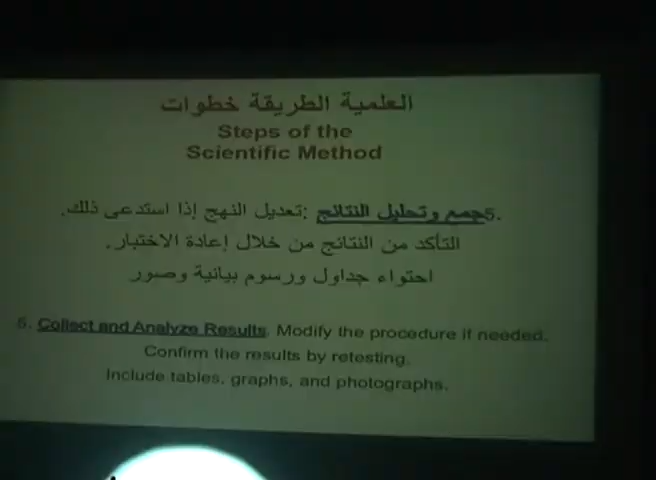 العلمية الطريقة خطوات
Steps of the
Scientific Method
5. جمع وتحليل النتائج: تعديل النهج إذا استدعى ذلك.
التأكد من النتائج من خلال إعادة الاختبار.
احتواء جداول ورسوم بيانية وصور
5. Collect and Analyze Results. Modify the procedure if needed.
Confirm the results by retesting.
Include tables, graphs, and photographs.